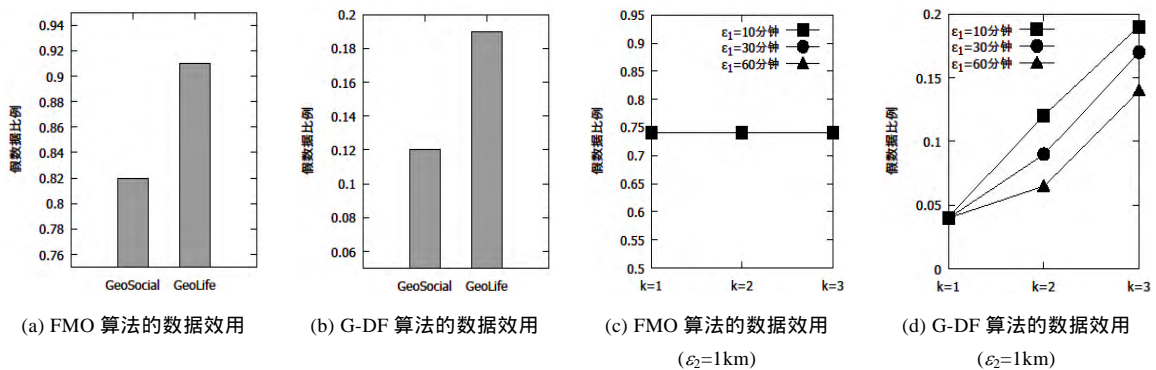 0.94
0.92
0.9
0.88
0.86
0.84
0.82
0.8
0.78
0.76
假数据比例
GeoSocial GeoLife
(a) FMO 算法的数据效用
0.2
0.18
0.16
0.14
0.12
0.1
0.08
0.06
假数据比例
GeoSocial GeoLife
(b) G-DF 算法的数据效用
0.95
0.9
0.85
0.8
0.75
0.7
0.65
0.6
0.55
0.5
假数据比例
ε1=10分钟
ε1=30分钟
ε1=60分钟
k=1 k=2 k=3
(c) FMO 算法的数据效用
(ε2=1km)
0.2
0.15
0.1
0.05
0
假数据比例
ε1=10分钟
ε1=30分钟
ε1=60分钟
k=1 k=2 k=3
(d) G-DF 算法的数据效用
(ε2=1km)